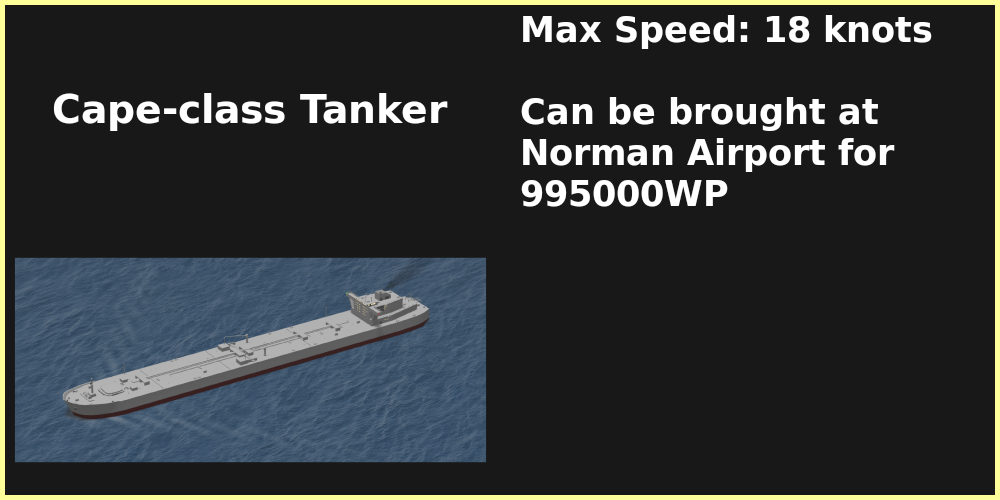 Cape-class Tanker
Max Speed: 18 knots
Can be brought at
Norman Airport for
995000WP